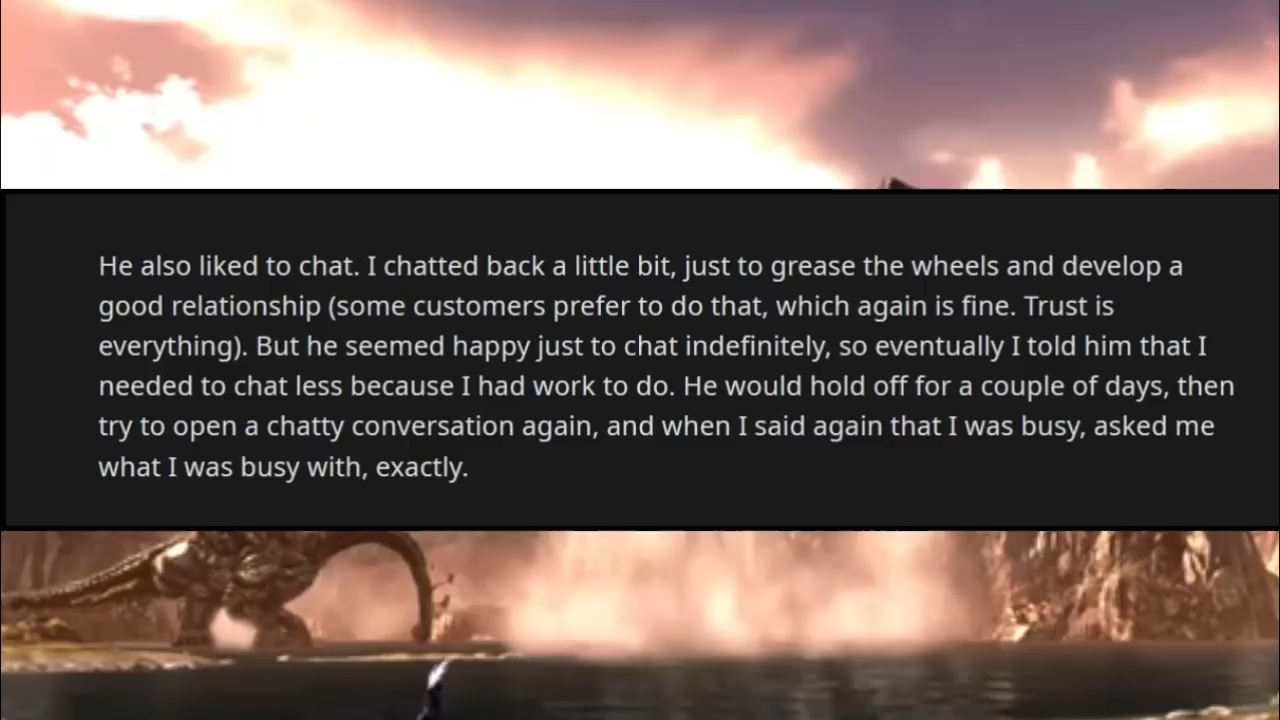 He also liked to chat. I chatted back a little bit, just to grease the wheels and develop a
good relationship (some customers prefer to do that, which again is fine. Trust is
everything). But he seemed happy just to chat indefinitely, so eventually I told him that I
needed to chat less because I had work to do. He would hold off for a couple of days, then
try to open a chatty conversation again, and when I said again that I was busy, asked me
what I was busy with, exactly.